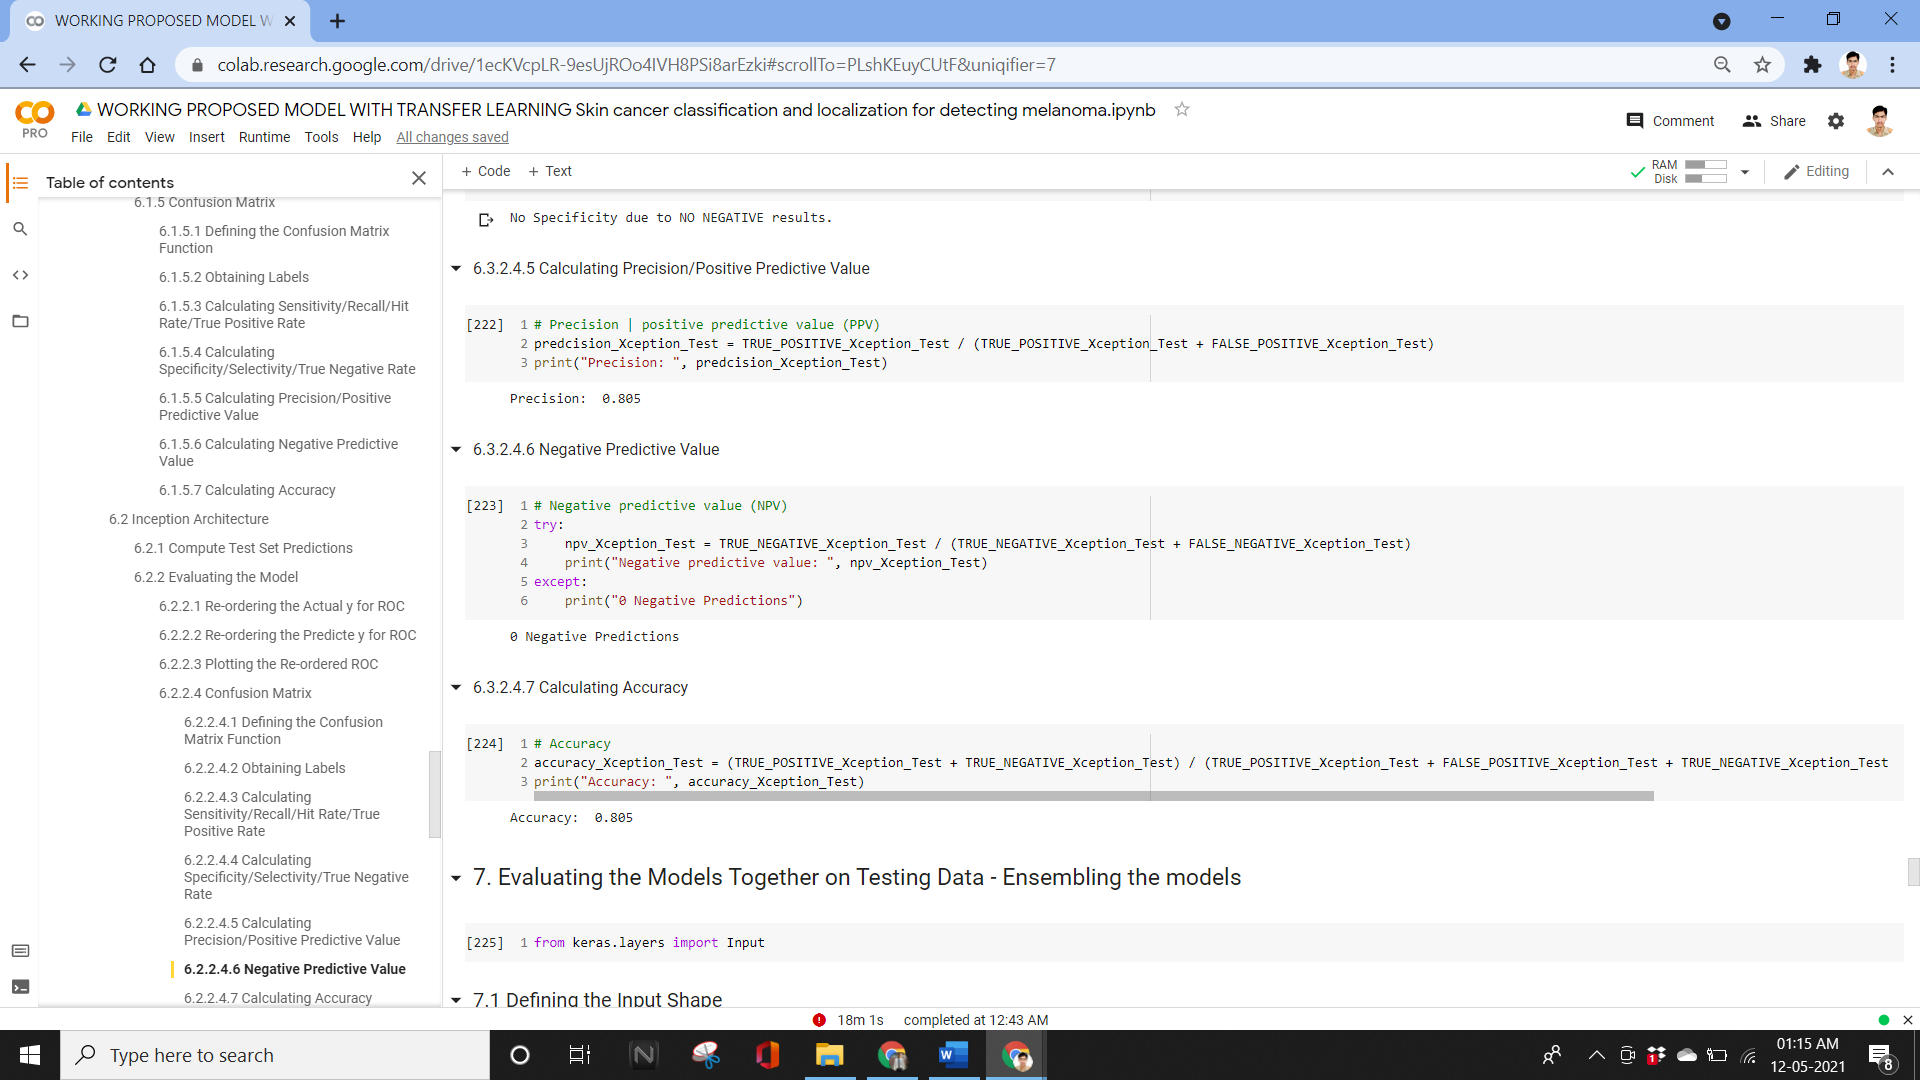 WORKING PROPOSED MODEL W
colab.research.google.com/drive/1ecKVcpLR-9esUjROo4IVH8PSi8arEzki#scrollTo=PLshKEuyCUtF&uniqifier=7
CO
PRO
WORKING PROPOSED MODEL WITH TRANSFER LEARNING Skin cancer classification and localization for detecting melanoma.ipynb
File Edit View Insert Runtime Tools Help All changes saved
Comment Share
Table of contents
+ Code + Text
RAM
Disk
Editing
6.1.5 Confusion Matrix
6.1.5.1 Defining the Confusion Matrix
Function
6.1.5.2 Obtaining Labels
6.1.5.3 Calculating Sensitivity/Recall/Hit
Rate/True Positive Rate
6.1.5.4 Calculating
Specificity/Selectivity/True Negative Rate
6.1.5.5 Calculating Precision/Positive
Predictive Value
6.1.5.6 Calculating Negative Predictive
Value
6.1.5.7 Calculating Accuracy
6.2 Inception Architecture
6.2.1 Compute Test Set Predictions
6.2.2 Evaluating the Model
6.2.2.1 Re-ordering the Actual y for ROC
6.2.2.2 Re-ordering the Predicte y for ROC
6.2.2.3 Plotting the Re-ordered ROC
6.2.2.4 Confusion Matrix
6.2.2.4.1 Defining the Confusion
Matrix Function
6.2.2.4.2 Obtaining Labels
6.2.2.4.3 Calculating
Sensitivity/Recall/Hit Rate/True
Positive Rate
6.2.2.4.4 Calculating
Specificity/Selectivity/True Negative
Rate
6.2.2.4.5 Calculating
Precision/Positive Predictive Value
6.2.2.4.6 Negative Predictive Value
6.2.2.4.7 Calculating Accuracy
No Specificity due to NO NEGATIVE results.
6.3.2.4.5 Calculating Precision/Positive Predictive Value
[222] 1 # Precision | positive predictive value (PPV)
2 predcision_Xception_Test = TRUE_POSITIVE_Xception_Test / (TRUE_POSITIVE_Xception_Test + FALSE_POSITIVE_Xception_Test)
3 print("Precision: ", predcision_Xception_Test)
Precision:  0.805
6.3.2.4.6 Negative Predictive Value
[223] 1 # Negative predictive value (NPV)
2 try:
3     npv_Xception_Test = TRUE_NEGATIVE_Xception_Test / (TRUE_NEGATIVE_Xception_Test + FALSE_NEGATIVE_Xception_Test)
4     print("Negative predictive value: ", npv_Xception_Test)
5 except:
6     print("0 Negative Predictions")
0 Negative Predictions
6.3.2.4.7 Calculating Accuracy
[224] 1 # Accuracy
2 accuracy_Xception_Test = (TRUE_POSITIVE_Xception_Test + TRUE_NEGATIVE_Xception_Test) / (TRUE_POSITIVE_Xception_Test + FALSE_POSITIVE_Xception_Test + TRUE_NEGATIVE_Xception_Test
3 print("Accuracy: ", accuracy_Xception_Test)
Accuracy:  0.805
7. Evaluating the Models Together on Testing Data - Ensembling the models
[225] 1 from keras.layers import Input
7.1 Defining the Input Shape
18m 1s completed at 12:43 AM
Type here to search
01:15 AM
12-05-2021
8